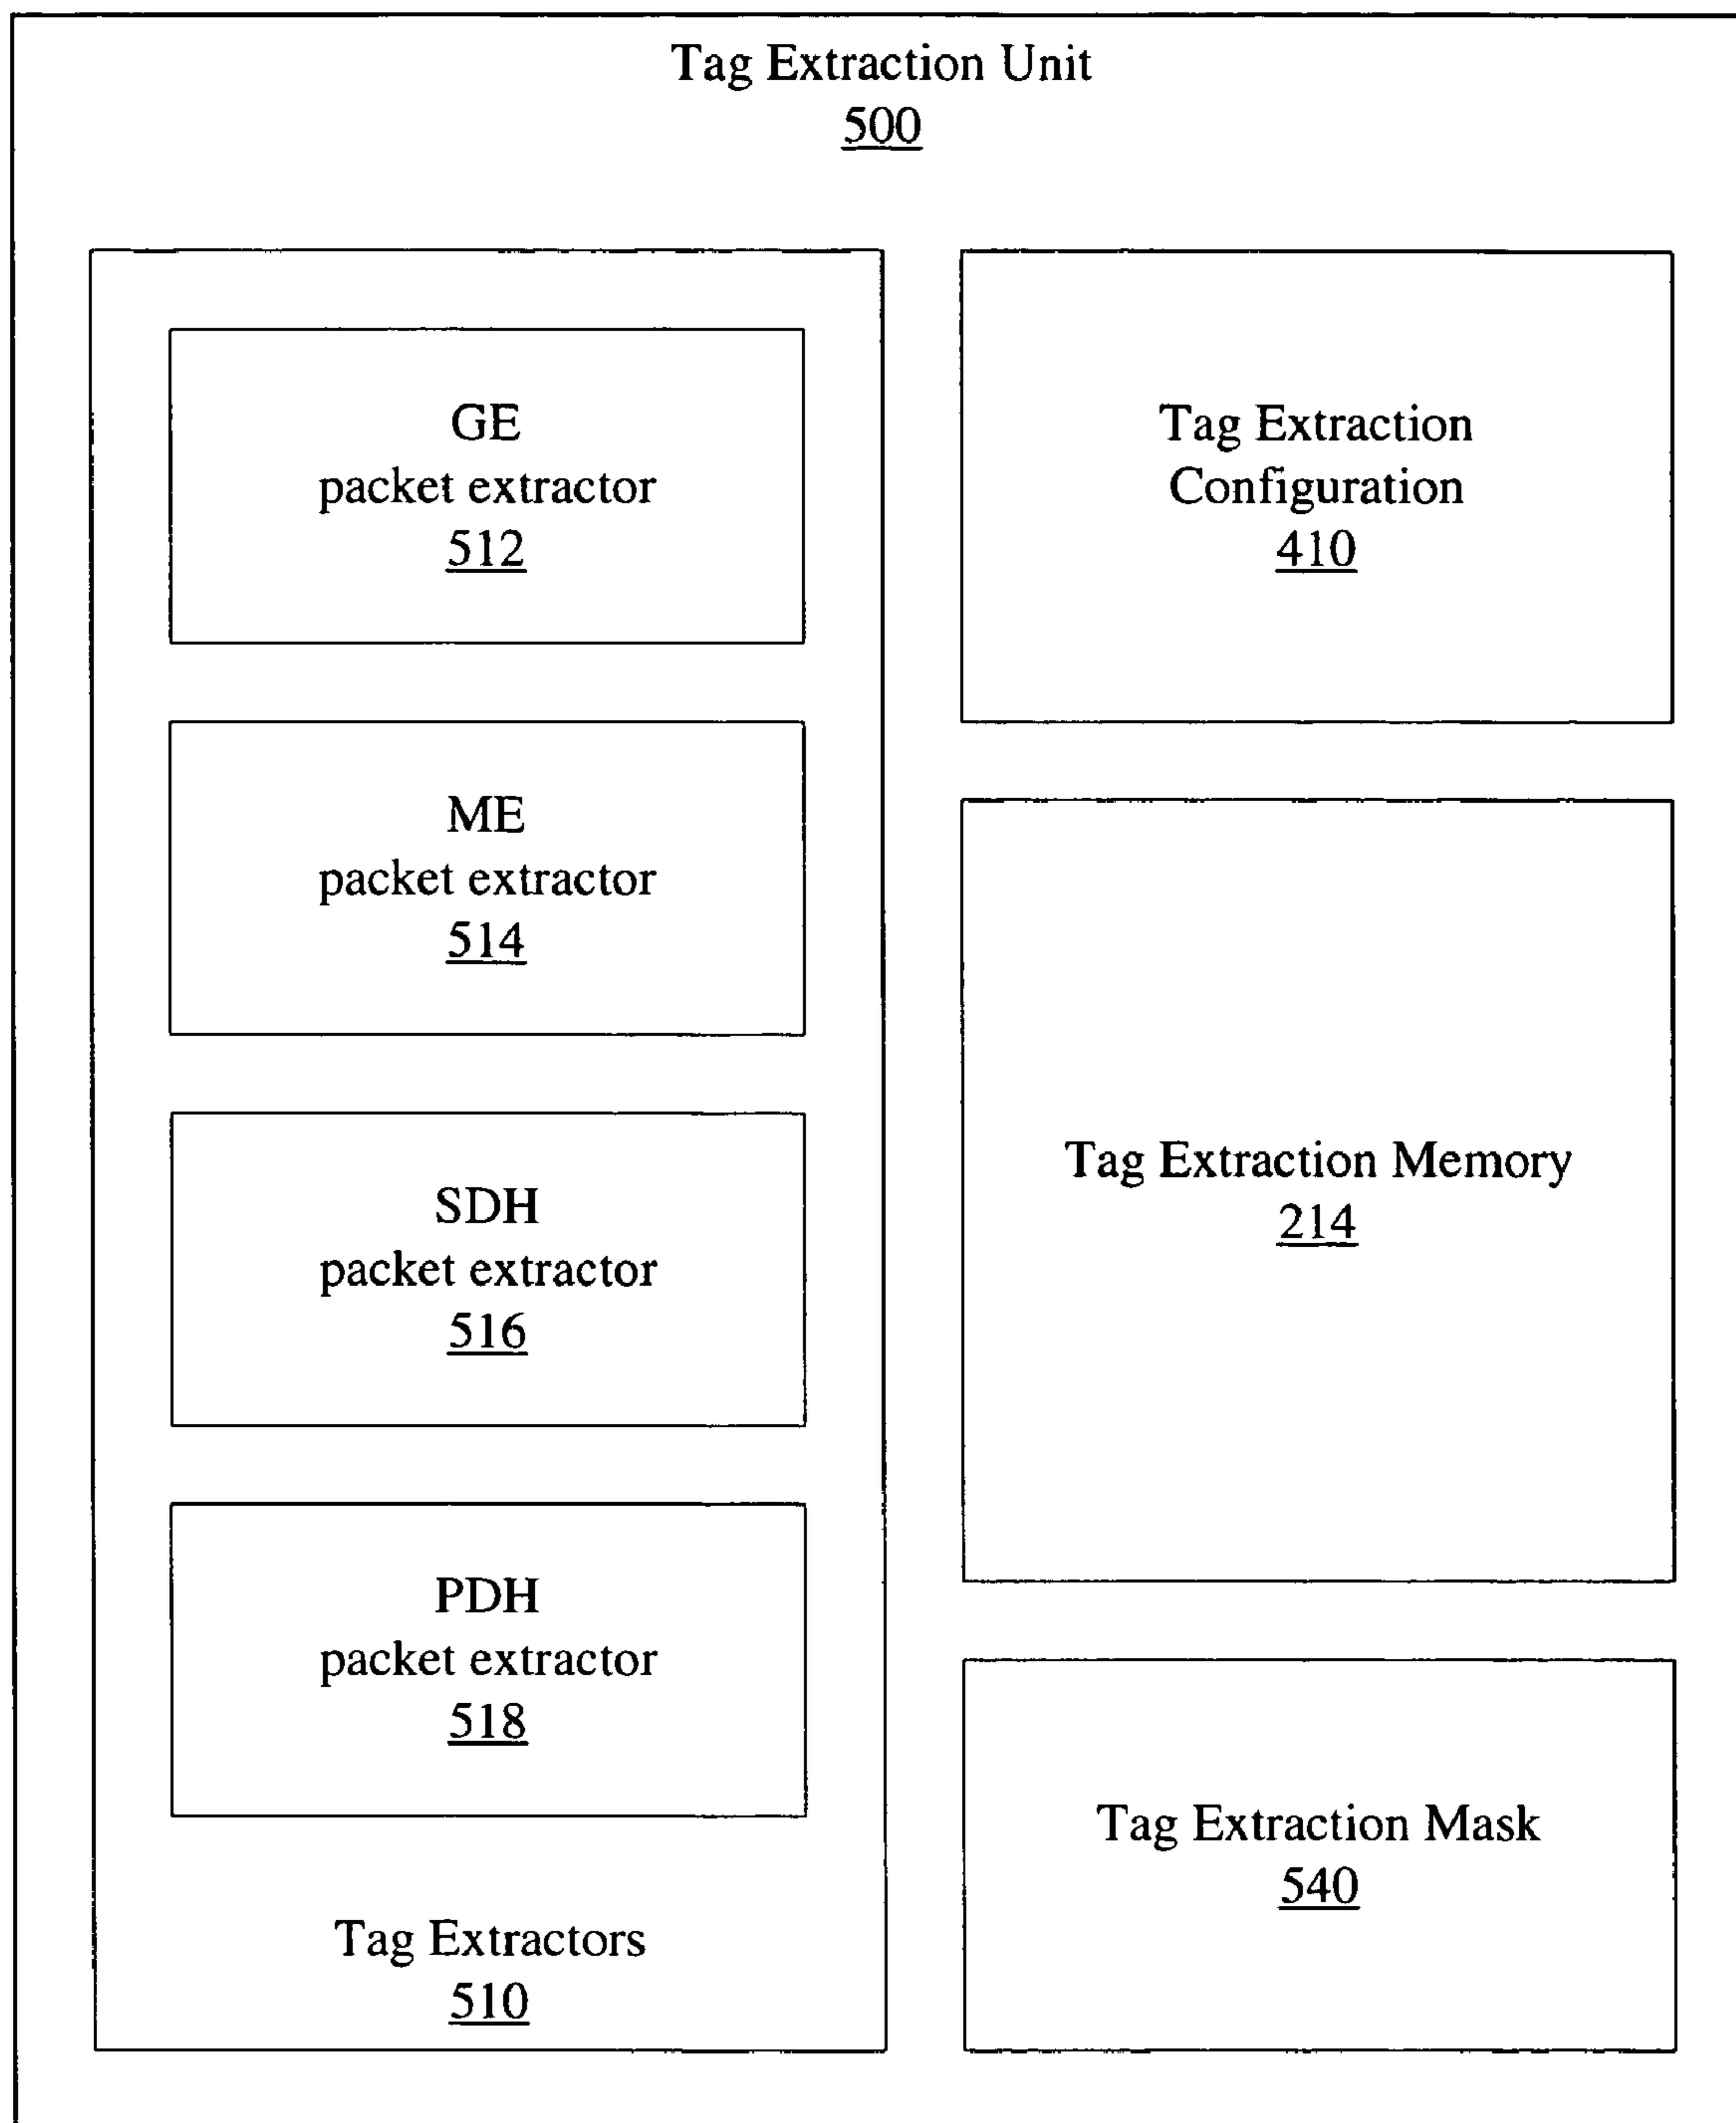 Tag Extraction Unit
500
GE
packet extractor
512
ME
packet extractor
514
SDH
packet extractor
516
PDH
packet extractor
518
Tag Extractors
510
Tag Extraction
Configuration
410
Tag Extraction Memory
214
Tag Extraction Mask
540